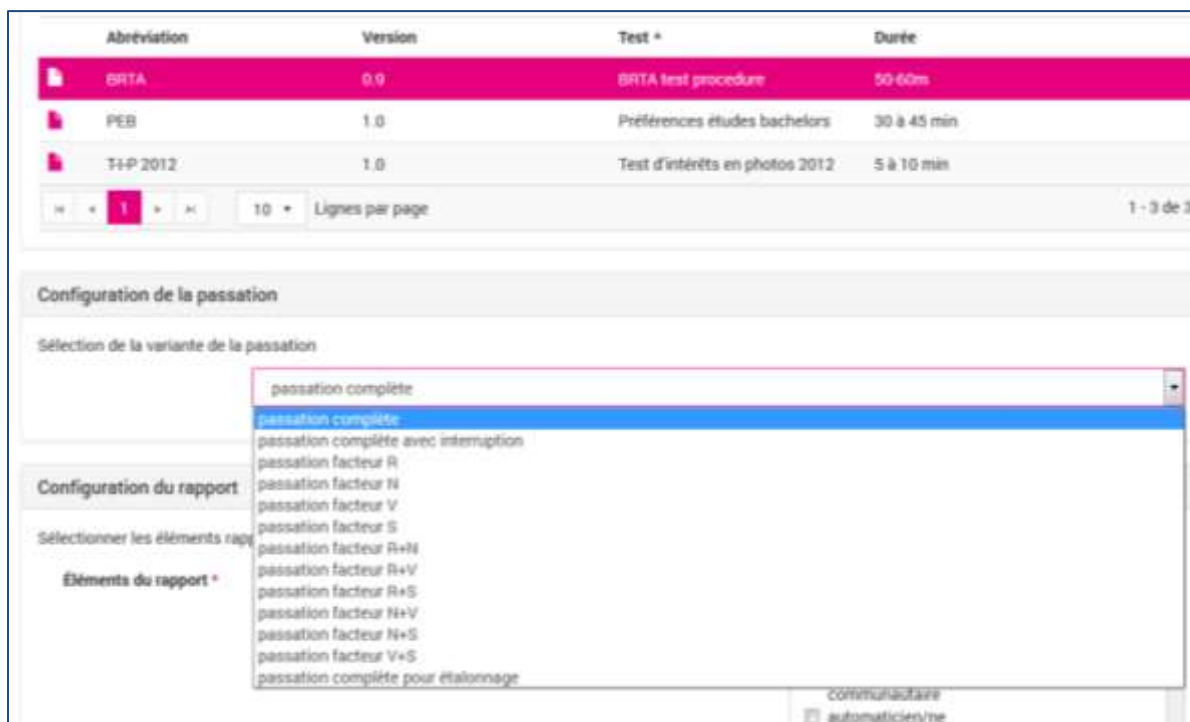 Abréviation Version Test Durée
BRTA 0.9 BRTA test procedure 50-60m
PEB 1.0 Préférences études bachelors 30 à 45 min
T-I-P 2012 1.0 Test d'intérêts en photos 2012 5 à 10 min
1 10 Lignes par page 1 - 3 de 3
Configuration de la passation
Sélection de la variante de la passation
passation complète
passation complète
passation complète avec interruption
passation facteur R
passation facteur N
Configuration du rapport
passation facteur V
passation facteur S
Sélectionner les éléments rapp
passation facteur R+N
passation facteur R+V
Éléments du rapport *
passation facteur R+S
passation facteur N+V
passation facteur N+S
passation facteur V+S
passation complète pour étalonnage
communautaire
automaticien/ne